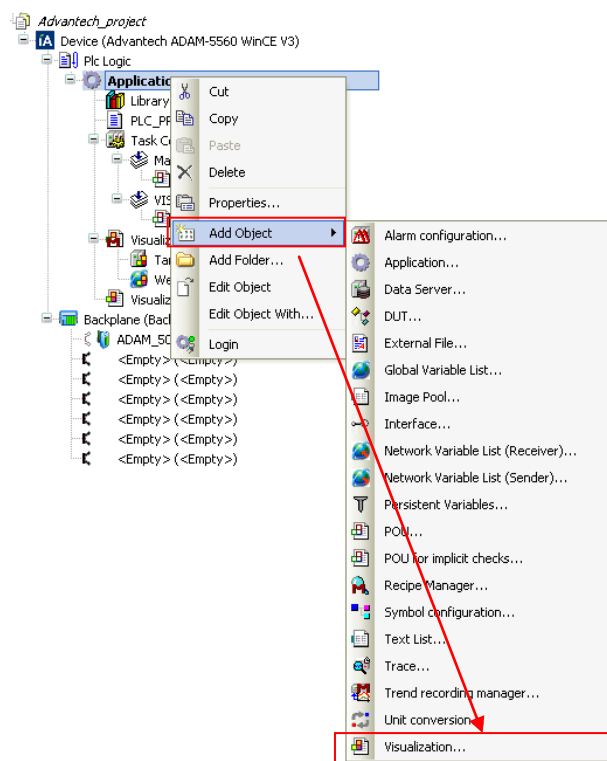 Advantech_project
Device (Advantech ADAM-5560 WinCE V3)
Plc Logic
Application
Library
PLC_PR
Task Co
Ma
VIS
Visualiz
Ta
We
Visualiz
Backplane (Back
ADAM_50
<Empty> (<Empty>)
<Empty> (<Empty>)
<Empty> (<Empty>)
<Empty> (<Empty>)
<Empty> (<Empty>)
<Empty> (<Empty>)
Cut
Copy
Paste
Delete
Properties...
Add Object
Add Folder...
Edit Object
Edit Object With...
Login
Alarm configuration...
Application...
Data Server...
DUT...
External File...
Global Variable List...
Image Pool...
Interface...
Network Variable List (Receiver)...
Network Variable List (Sender)...
Persistent Variables...
POU...
POU for implicit checks...
Recipe Manager...
Symbol configuration...
Text List...
Trace...
Trend recording manager...
Unit conversion...
Visualization...